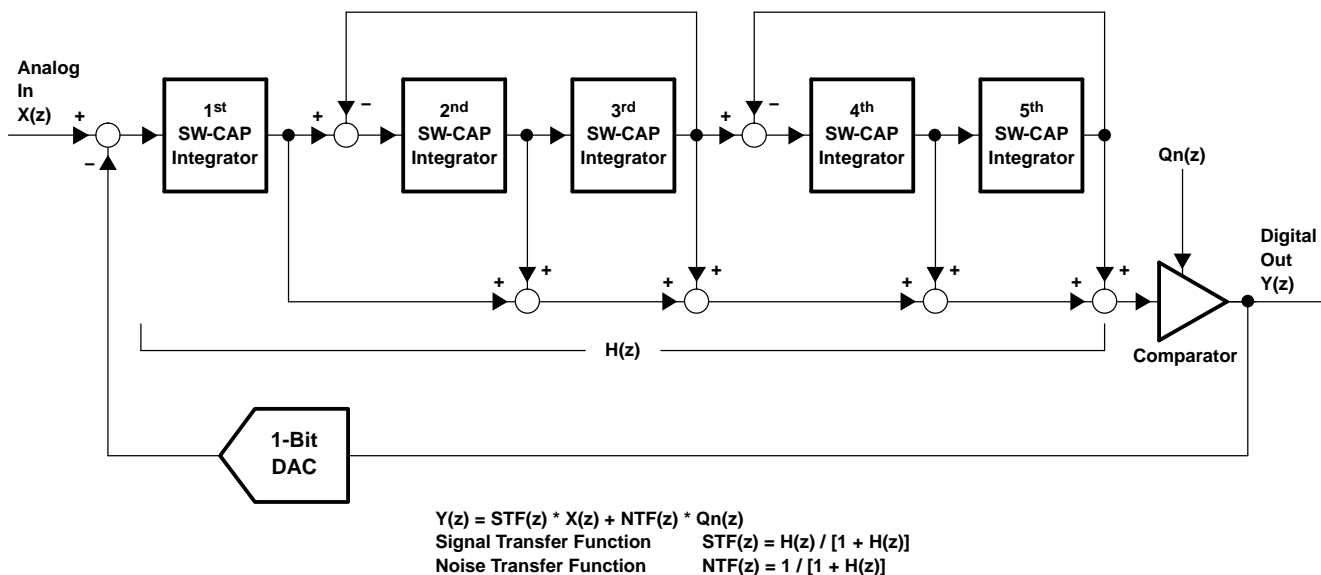 Analog
In
X(z)
+
−
1st
SW-CAP
Integrator
+
−
2nd
SW-CAP
Integrator
3rd
SW-CAP
Integrator
+
−
4th
SW-CAP
Integrator
5th
SW-CAP
Integrator
Qn(z)
Digital
Out
Y(z)
+
+
+
+
+
+
+
+
Comparator
H(z)
1-Bit
DAC
Y(z) = STF(z) * X(z) + NTF(z) * Qn(z)
Signal Transfer Function STF(z) = H(z) / [1 + H(z)]
Noise Transfer Function NTF(z) = 1 / [1 + H(z)]